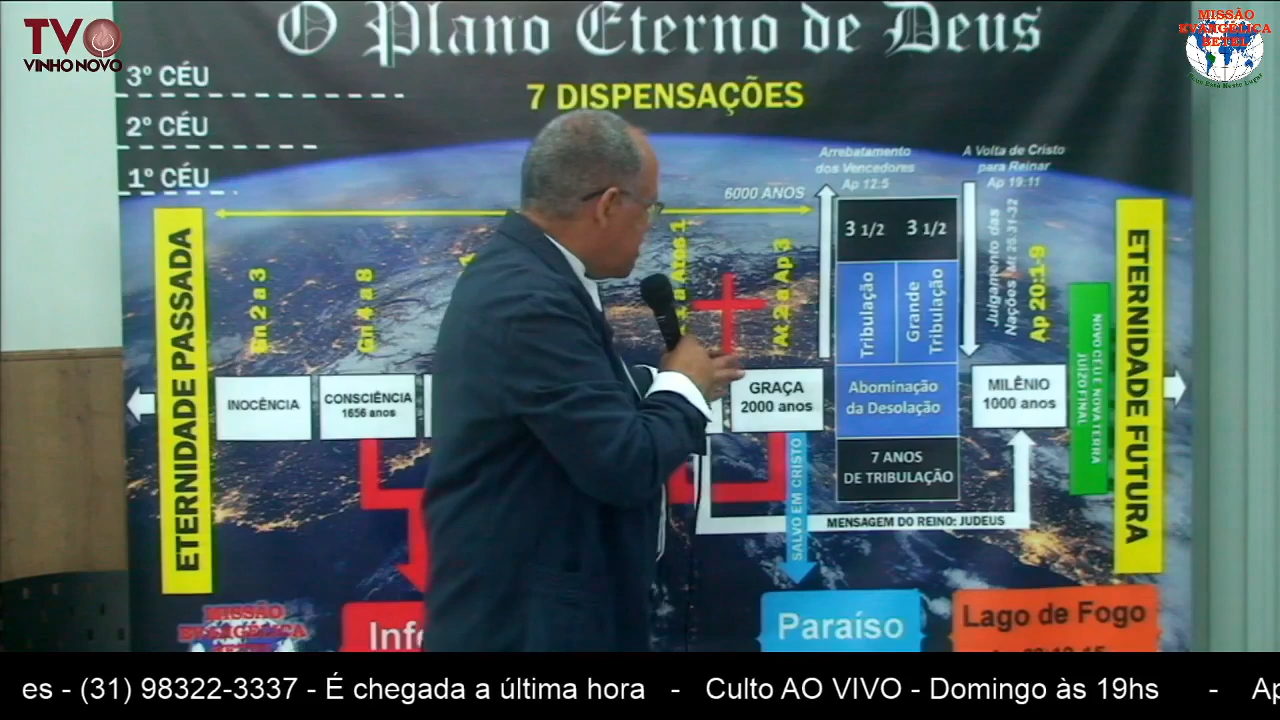 TV
VINHO NOVO
MISSÃO
EVANGÉLICA
BETEL
O Plano Eterno de Deus
7 DISPENSAÇÕES
3º CÉU
2º CÉU
1º CÉU
6000 ANOS
Arrebatamento
dos Vencedores
Ap 12:5
A Volta de Cristo
para Reinar
Ap 19:11
ETERNIDADE PASSADA
Gn 2 a 3
Gn 4 a 8
a Atos 1
At 2 a Ap 3
3 1/2 3 1/2
Tribulação
Grande
Tribulação
Julgamento das
Nações Mt 25.31-32
Ap 20:1-9
NOVO CÉU E NOVA TERRA
JUÍZO FINAL
ETERNIDADE FUTURA
INOCÊNCIA
CONSCIÊNCIA
1656 anos
GRAÇA
2000 anos
Abominação
da Desolação
MILÊNIO
1000 anos
7 ANOS
DE TRIBULAÇÃO
SALVO EM CRISTO
MENSAGEM DO REINO: JUDEUS
MISSÃO
EVANGÉLICA
Infe
Paraíso
Lago de Fogo
es - (31) 98322-3337 - É chegada a última hora - Culto AO VIVO - Domingo às 19hs - Ap